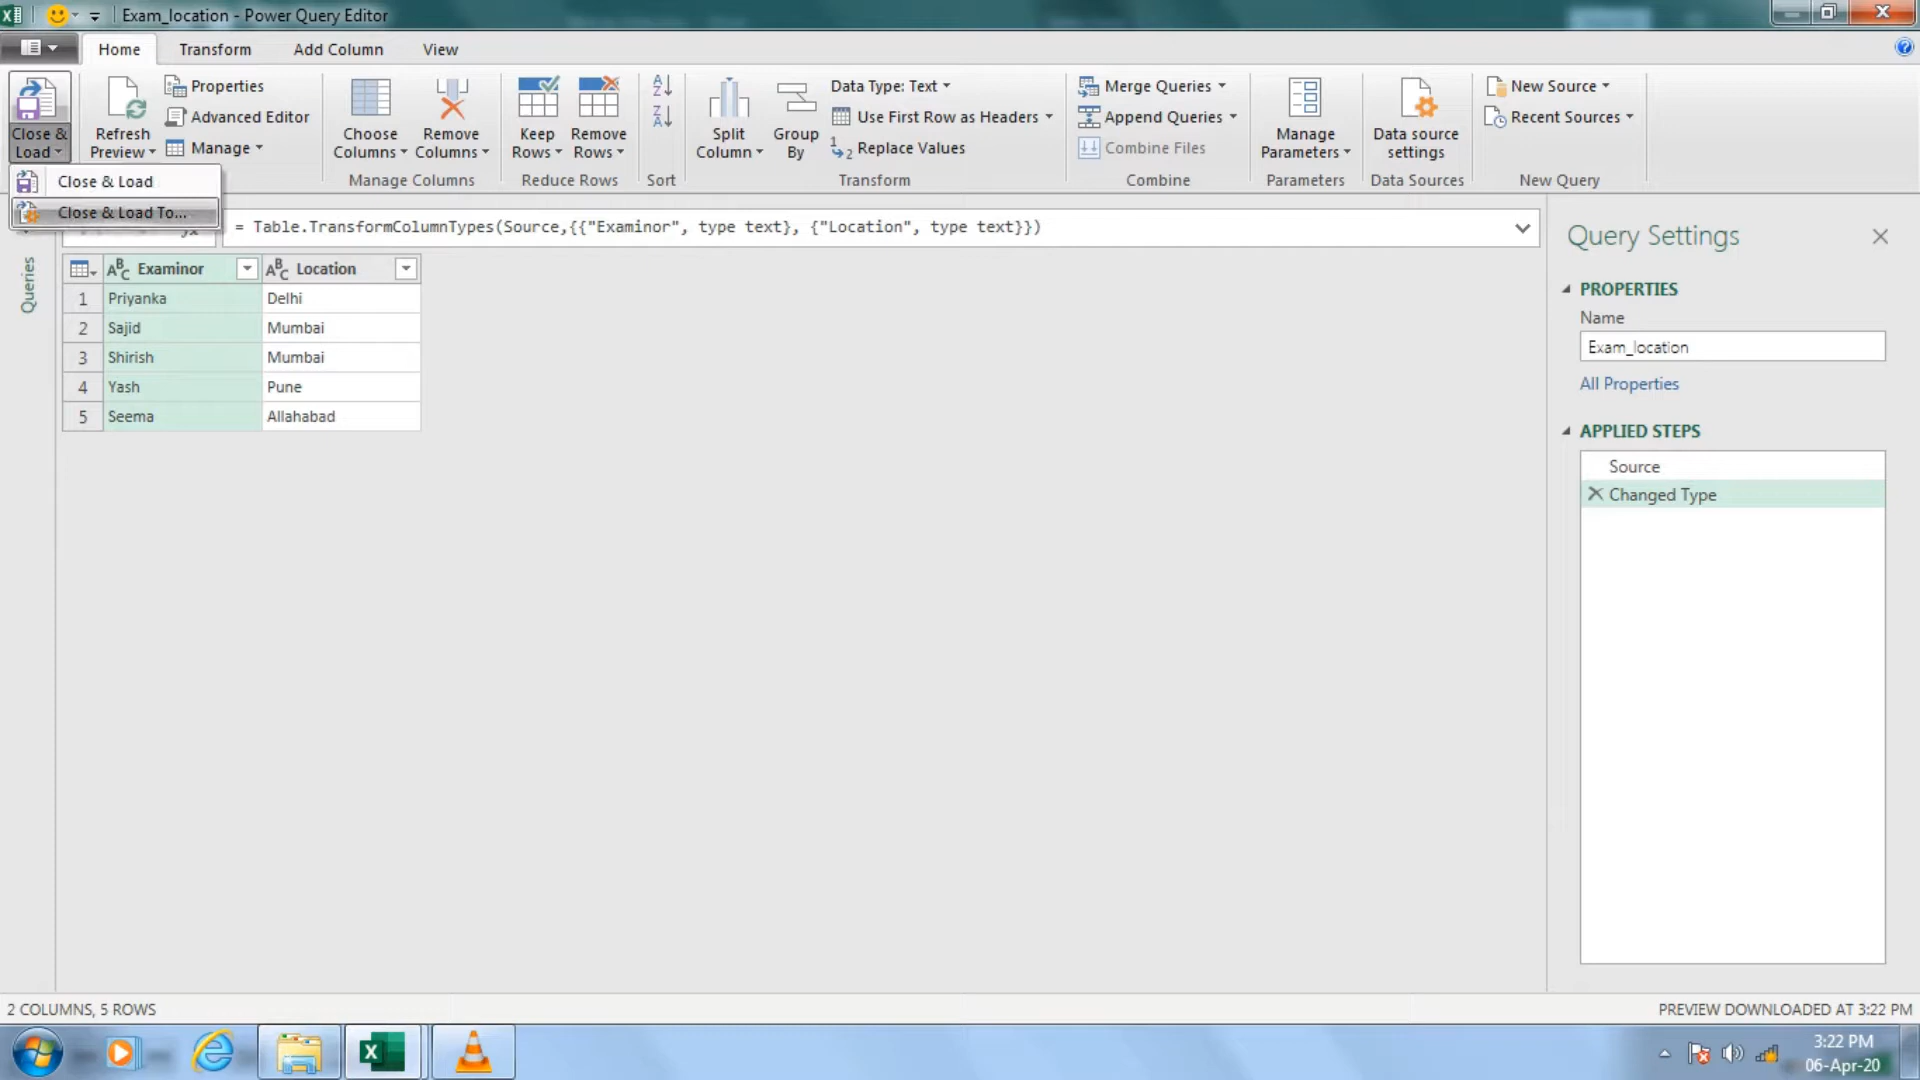 Exam_location - Power Query Editor
Home
Transform
Add Column
View
Close & Load
Refresh Preview
Properties
Advanced Editor
Manage
Choose Columns
Remove Columns
Manage Columns
Keep Rows
Remove Rows
Reduce Rows
Sort
Split Column
Group By
Data Type: Text
Use First Row as Headers
Replace Values
Transform
Merge Queries
Append Queries
Combine Files
Combine
Manage Parameters
Parameters
Data source settings
Data Sources
New Source
Recent Sources
New Query
Close & Load
Close & Load To...
= Table.TransformColumnTypes(Source,{{"Examinor", type text}, {"Location", type text}})
Queries
Examinor Location
1 Priyanka Delhi
2 Sajid Mumbai
3 Shirish Mumbai
4 Yash Pune
5 Seema Allahabad
Query Settings
PROPERTIES
Name
Exam_location
All Properties
APPLIED STEPS
Source
Changed Type
2 COLUMNS, 5 ROWS
PREVIEW DOWNLOADED AT 3:22 PM
3:22 PM
06-Apr-20